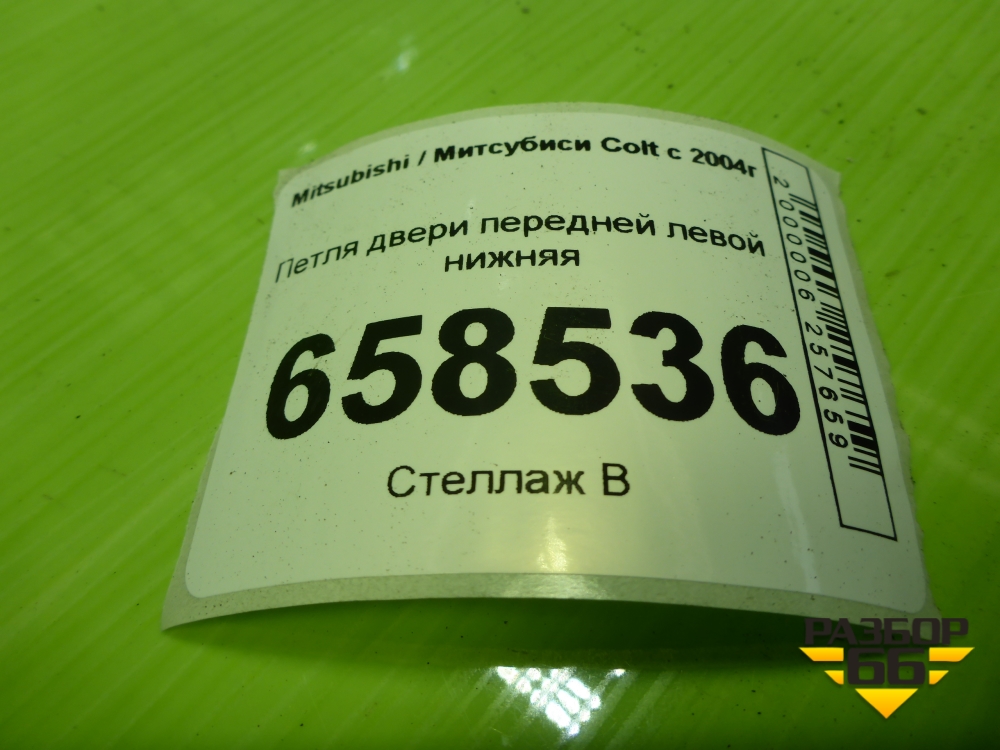 Mitsubishi / Митсубиси Colt с 2004г
Петля двери передней левой
нижняя
658536
Стеллаж В
2000006257659
РАЗБОР
66